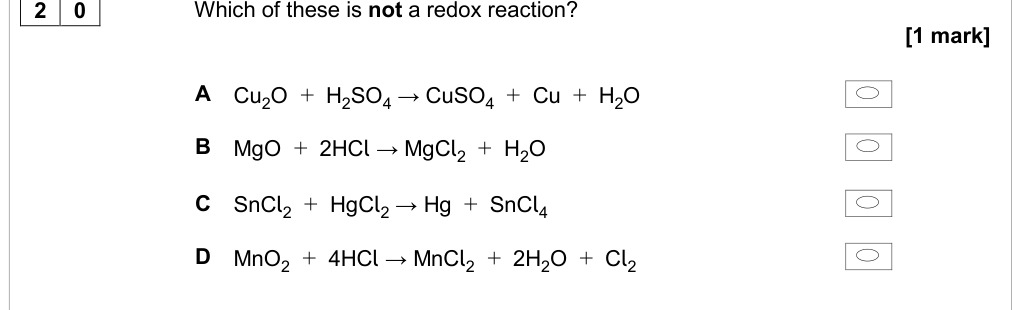 2 0 Which of these is not a redox reaction?
[1 mark]
A Cu₂O + H₂SO₄ → CuSO₄ + Cu + H₂O
B MgO + 2HCl → MgCl₂ + H₂O
C SnCl₂ + HgCl₂ → Hg + SnCl₄
D MnO₂ + 4HCl → MnCl₂ + 2H₂O + Cl₂